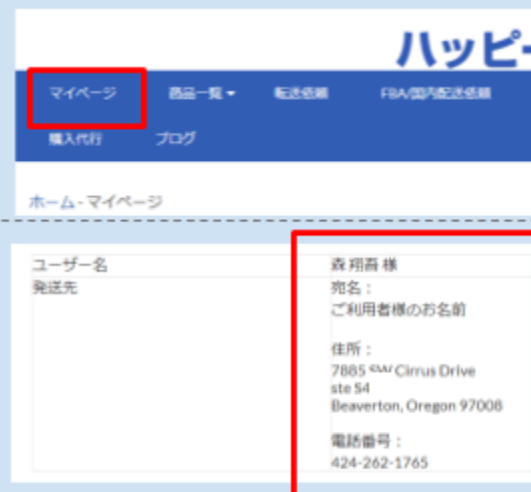 ハッピー
マイページ 商品一覧 転送依頼 FBA/国内配送依頼
購入代行 ブログ
ホーム - マイページ
ユーザー名 森 翔吾 様
発送先 宛名：
ご利用者様のお名前
住所：
7885 SW Cirrus Drive
ste S4
Beaverton, Oregon 97008
電話番号：
424-262-1765